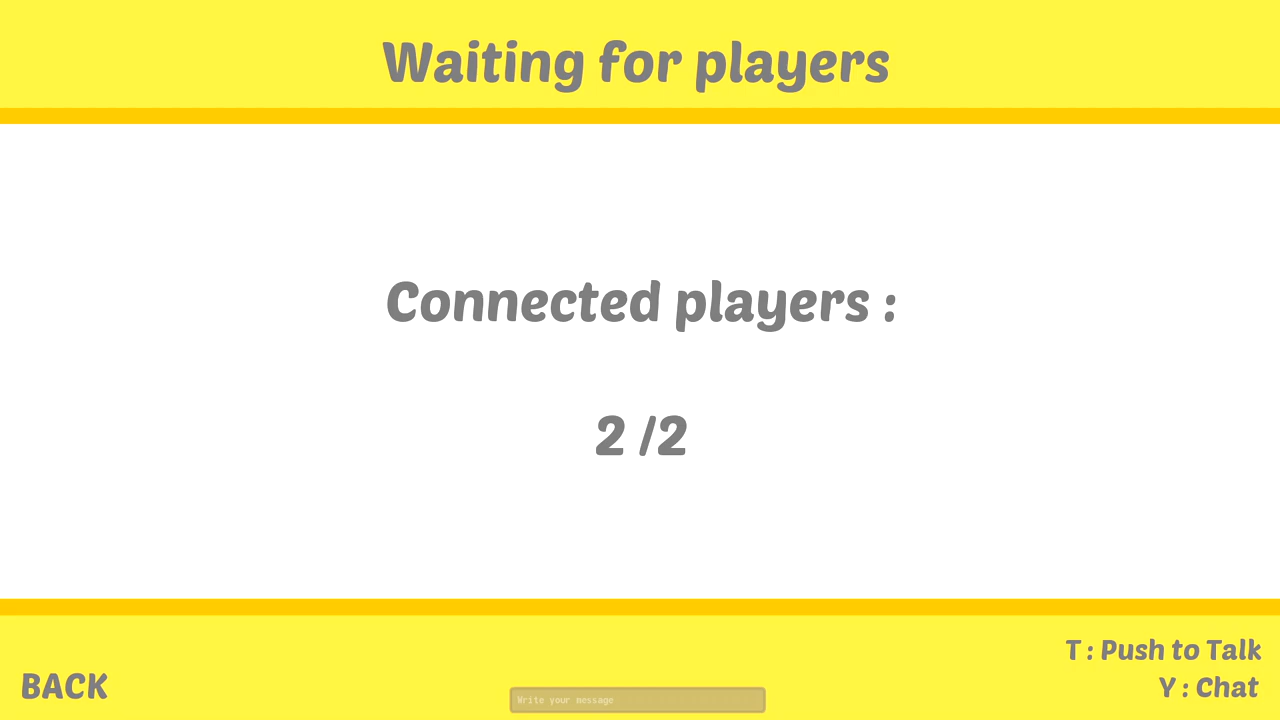 Waiting for players
Connected players :
2 /2
T : Push to Talk
BACK
Y : Chat
Write your message